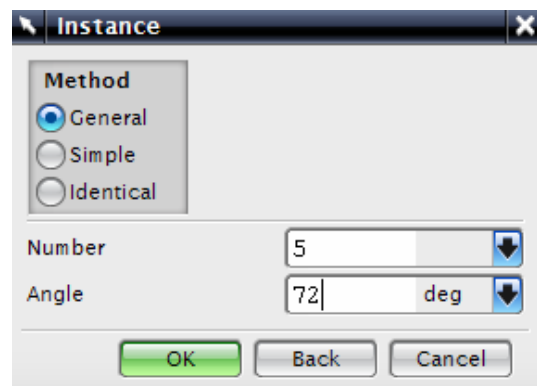 Instance
Method
General
Simple
Identical
Number 5
Angle 72 deg
OK Back Cancel